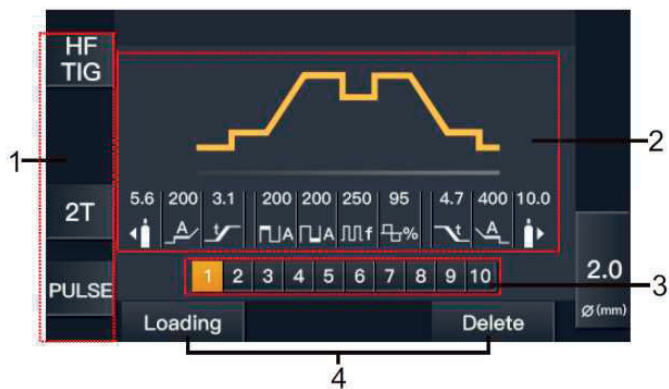 HF
TIG
1
2
5.6 200 3.1 200 200 250 95 4.7 400 10.0
A t A A f % t A
2T
1 2 3 4 5 6 7 8 9 10
3
2.0
PULSE
Ø (mm)
Loading Delete
4